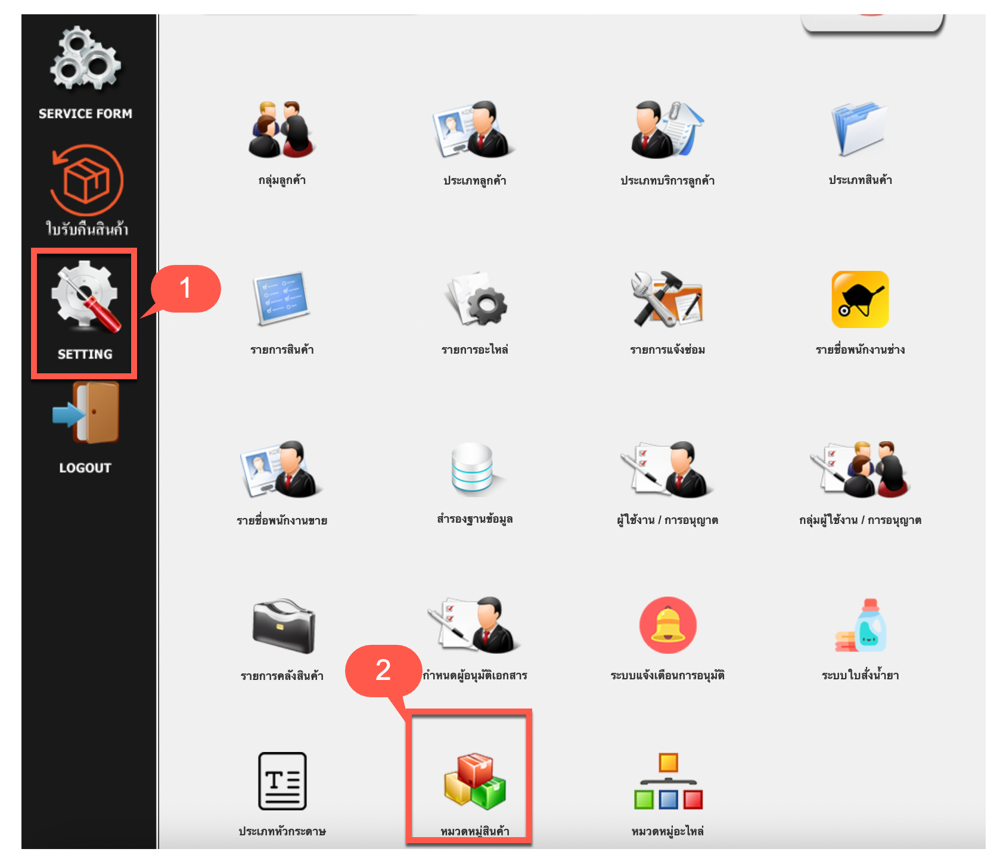 SERVICE FORM
ใบรับคืนสินค้า
1
SETTING
LOGOUT
กลุ่มลูกค้า
ประเภทลูกค้า
ประเภทบริการลูกค้า
ประเภทสินค้า
รายการสินค้า
รายการอะไหล่
รายการแจ้งซ่อม
รายชื่อพนักงานช่าง
รายชื่อพนักงานขาย
สำรองฐานข้อมูล
ผู้ใช้งาน / การอนุญาต
กลุ่มผู้ใช้งาน / การอนุญาต
รายการคลังสินค้า
2
กำหนดผู้อนุมัติเอกสาร
ระบบแจ้งเตือนการอนุมัติ
ระบบใบสั่งน้ำยา
ประเภทหัวกระดาษ
หมวดหมู่สินค้า
หมวดหมู่อะไหล่